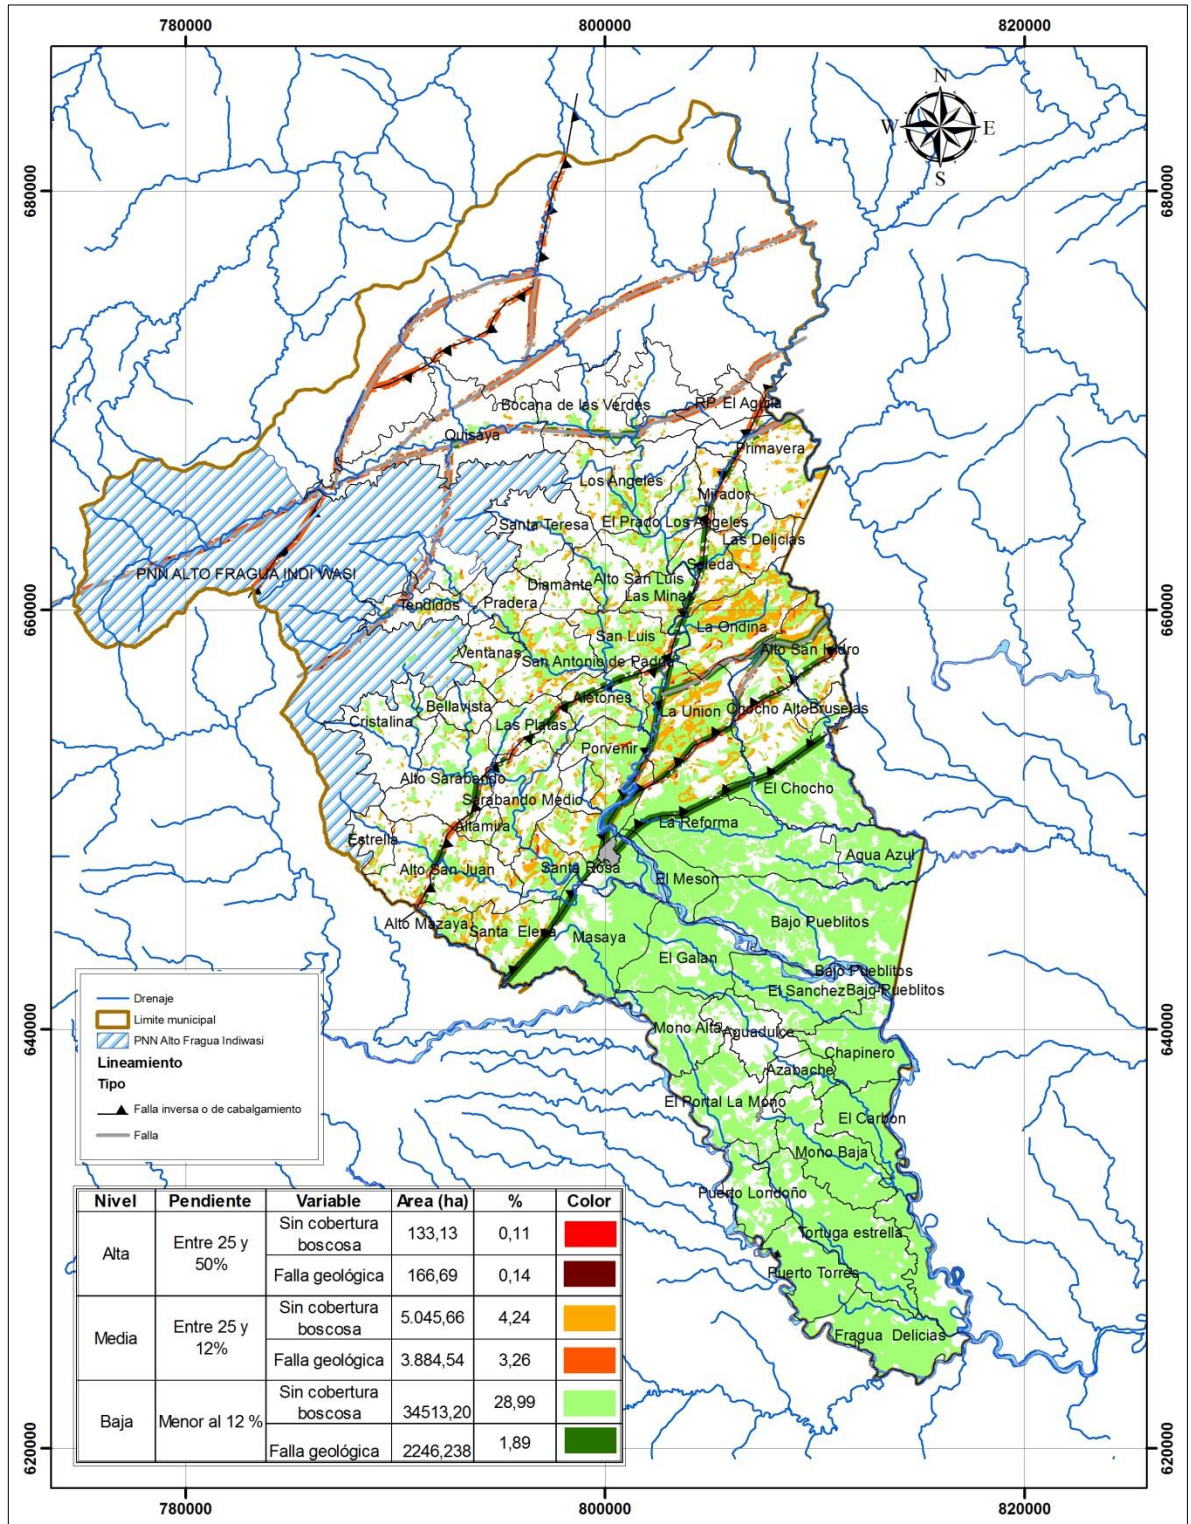 780000
800000
820000
N
W
E
S
680000
680000
Bocana de las Verdes
RP. El Aguila
Quisaya
Primavera
Los Angeles
Mirador
Santa Teresa
El Prado Los Angeles
Las Delicias
PNN ALTO FRAGUA INDI WASI
Diamante
Alto San Luis
Las Minas
Tendidos
Pradera
660000
660000
San Luis
La Ondina
Ventanas
San Antonio de Padua
Alto San Isidro
Aletones
Bellavista
La Union
Chocho Alto
Bruselas
Cristalina
Las Platas
Porvenir
Alto Sarabando
El Chocho
Sarabando Medio
Altamira
La Reforma
Estrella
Agua Azul
Alto San Juan
Santa Rosa
El Meson
Alto Mazaya
Santa Elena
Masaya
Bajo Pueblitos
El Galan
Bajo Pueblitos
El Sanchez
Bajo Pueblitos
Drenaje
Limite municipal
PNN Alto Fragua Indiwasi
Lineamiento
Tipo
Falla inversa o de cabalgamiento
Falla
640000
640000
Mono Alta
Aguadulce
Chapinero
Azabache
El Portal La Mono
El Carbon
Mono Baja
Puerto Londoño
Tortuga estrella
Puerto Torres
Fragua Delicias
Nivel Pendiente Variable Area (ha) % Color
Alta Entre 25 y 50% Sin cobertura boscosa 133,13 0,11
Falla geológica 166,69 0,14
Media Entre 25 y 12% Sin cobertura boscosa 5.045,66 4,24
Falla geológica 3.884,54 3,26
Baja Menor al 12 % Sin cobertura boscosa 34513,20 28,99
Falla geológica 2246,238 1,89
620000
620000
780000
800000
820000